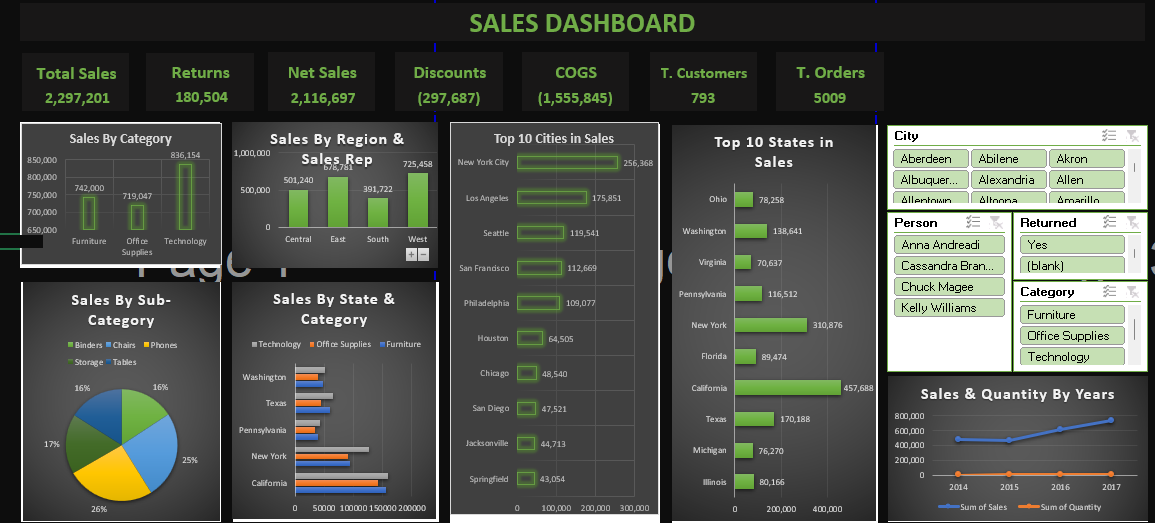 SALES DASHBOARD
Total Sales
2,297,201
Returns
180,504
Net Sales
2,116,697
Discounts
(297,687)
COGS
(1,555,845)
T. Customers
793
T. Orders
5009
Sales By Category
850,000
800,000
750,000
700,000
650,000
742,000
719,047
836,154
Furniture
Office
Supplies
Technology
Sales By Region &
Sales Rep
1,000,000
500,000
0
501,240
678,781
391,722
725,458
Central
East
South
West
Top 10 Cities in Sales
New York City
256,368
Los Angeles
175,851
Seattle
119,541
San Francisco
112,669
Philadelphia
109,077
Houston
64,505
Chicago
48,540
San Diego
47,521
Jacksonville
44,713
Springfield
43,054
0
100,000
200,000
300,000
Top 10 States in
Sales
Ohio
78,258
Washington
138,641
Virginia
70,637
Pennsylvania
116,512
New York
310,876
Florida
89,474
California
457,688
Texas
170,188
Michigan
76,270
Illinois
80,166
0
200,000
400,000
City
Aberdeen
Abilene
Akron
Albuquer...
Alexandria
Allen
Allentown
Altoona
Amarillo
Person
Anna Andreadi
Cassandra Bran...
Chuck Magee
Kelly Williams
Returned
Yes
(blank)
Category
Furniture
Office Supplies
Technology
Sales By Sub-
Category
Binders
Chairs
Phones
Storage
Tables
16%
16%
17%
25%
26%
Sales By State &
Category
Technology
Office Supplies
Furniture
Washington
Texas
Pennsylvania
New York
California
0
50000
100000
150000
200000
Sales & Quantity By Years
800,000
600,000
400,000
200,000
0
2014
2015
2016
2017
Sum of Sales
Sum of Quantity